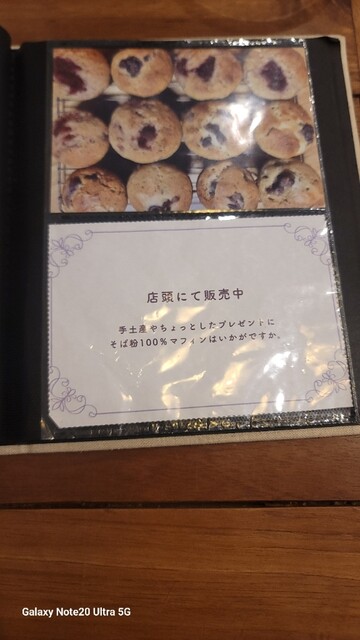 店頭にて販売中
手土産やちょっとしたプレゼントに
そば粉100％マフィンはいかがですか。
Galaxy Note20 Ultra 5G